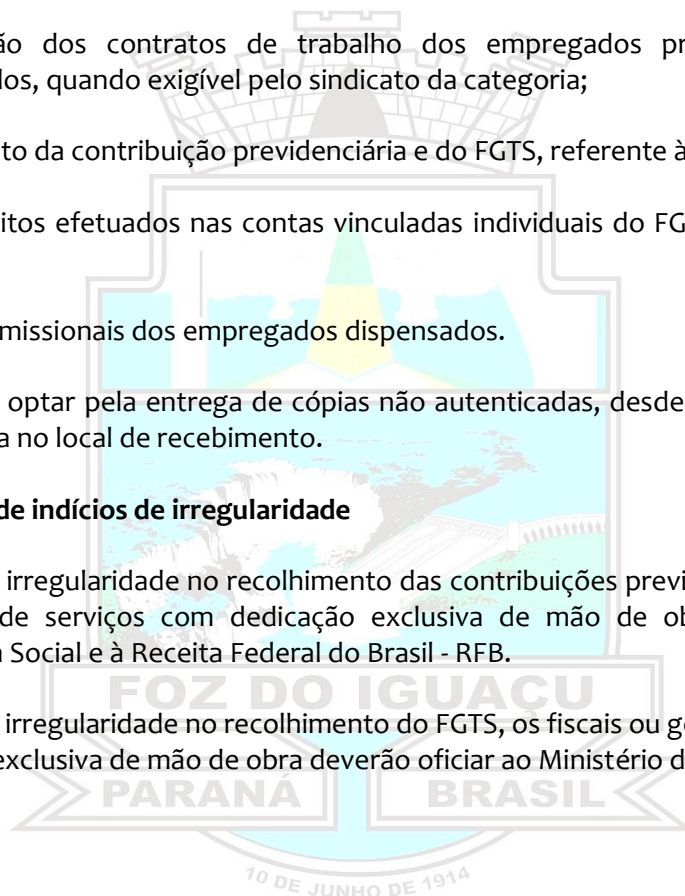 ão dos contratos de trabalho dos empregados pr
los, quando exigível pelo sindicato da categoria;
to da contribuição previdenciária e do FGTS, referente à
itos efetuados nas contas vinculadas individuais do FG
missionais dos empregados dispensados.
optar pela entrega de cópias não autenticadas, desde
a no local de recebimento.
de indícios de irregularidade
irregularidade no recolhimento das contribuições previ
de serviços com dedicação exclusiva de mão de ob
a Social e à Receita Federal do Brasil - RFB.
FOZ DO IGUAÇU
irregularidade no recolhimento do FGTS, os fiscais ou ge
exclusiva de mão de obra deverão oficiar ao Ministério d
PARANÁ BRASIL
10 DE JUNHO DE 1914